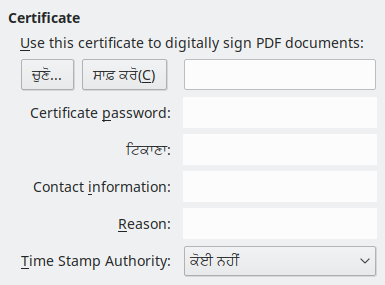 Certificate
Use this certificate to digitally sign PDF documents:
ਚੁਣੋ... ਸਾਫ਼ ਕਰੋ(C)
Certificate password:
ਟਿਕਾਣਾ:
Contact information:
Reason:
Time Stamp Authority: ਕੋਈ ਨਹੀਂ